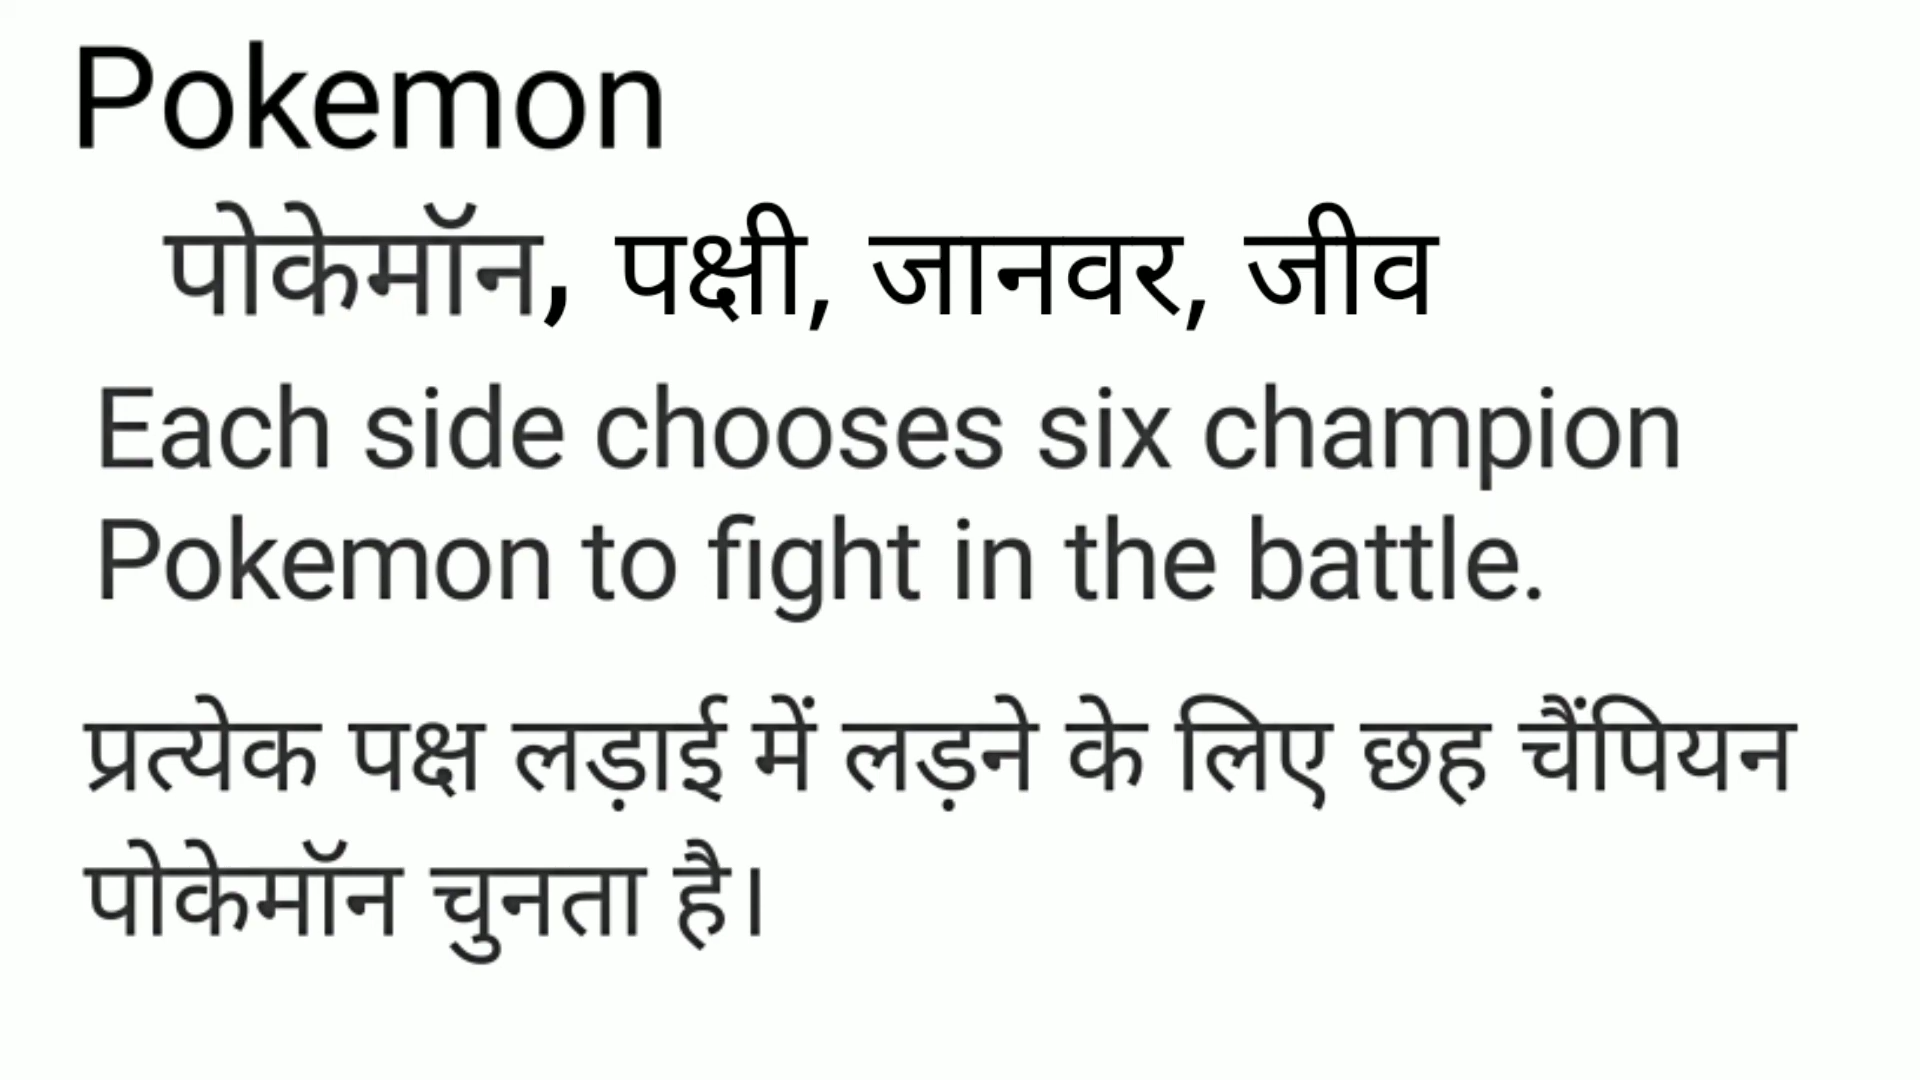 Pokemon
पोकेमॉन, पक्षी, जानवर, जीव
Each side chooses six champion
Pokemon to fight in the battle.
प्रत्येक पक्ष लड़ाई में लड़ने के लिए छह चैंपियन
पोकेमॉन चुनता है।